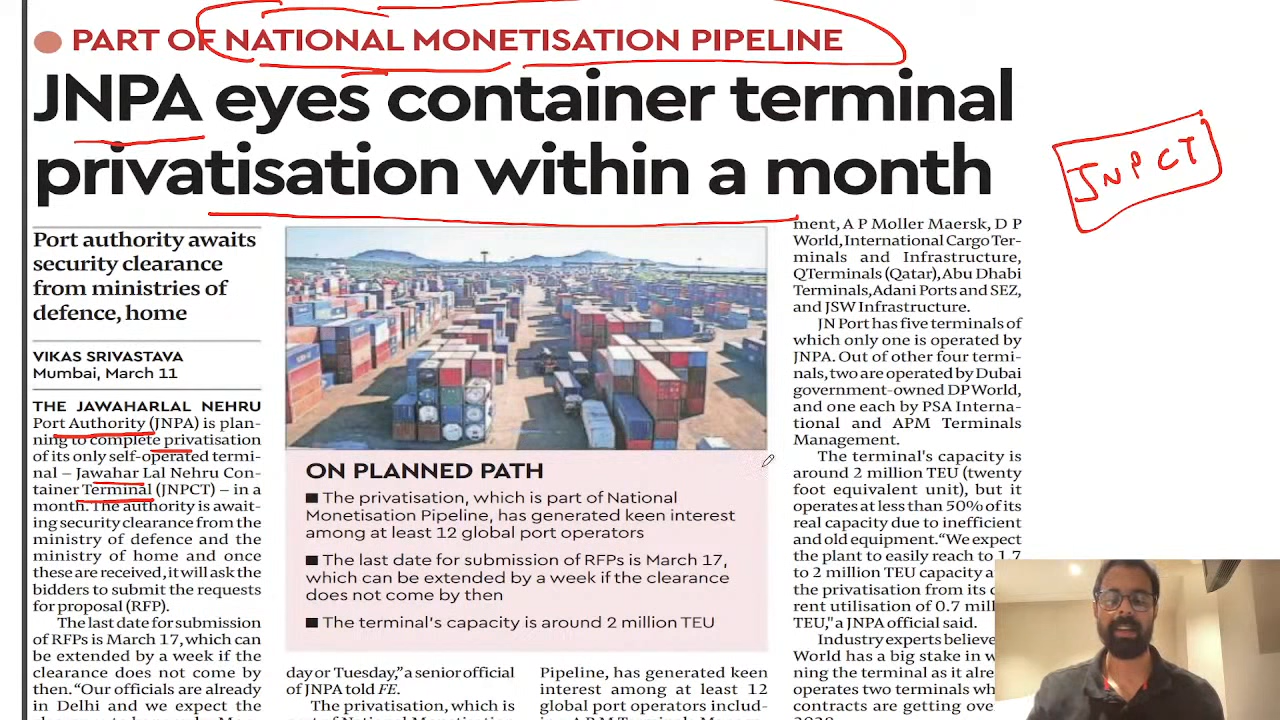 PART OF NATIONAL MONETISATION PIPELINE
JNPA eyes container terminal
privatisation within a month
JNPCT
Port authority awaits
security clearance
from ministries of
defence, home
VIKAS SRIVASTAVA
Mumbai, March 11
THE JAWAHARLAL NEHRU
Port Authority (JNPA) is plan-
ning to complete privatisation
of its only self-operated termi-
nal – Jawahar Lal Nehru Con-
tainer Terminal (JNPCT) – in a
month. The authority is await-
ing security clearance from the
ministry of defence and the
ministry of home and once
these are received, it will ask the
bidders to submit the requests
for proposal (RFP).
The last date for submission
of RFPs is March 17, which can
be extended by a week if the
clearance does not come by
then. “Our officials are already
in Delhi and we expect the
ON PLANNED PATH
■ The privatisation, which is part of National
Monetisation Pipeline, has generated keen interest
among at least 12 global port operators
■ The last date for submission of RFPs is March 17,
which can be extended by a week if the clearance
does not come by then
■ The terminal's capacity is around 2 million TEU
day or Tuesday,” a senior official
of JNPA told FE.
The privatisation, which is
part of National Monetisation
Pipeline, has generated keen
interest among at least 12
global port operators includ-
ment, A P Moller Maersk, D P
World, International Cargo Ter-
minals and Infrastructure,
QTerminals (Qatar), Abu Dhabi
Terminals, Adani Ports and SEZ,
and JSW Infrastructure.
JN Port has five terminals of
which only one is operated by
JNPA. Out of other four termi-
nals, two are operated by Dubai
government-owned DP World,
and one each by PSA Interna-
tional and APM Terminals
Management.
The terminal's capacity is
around 2 million TEU (twenty
foot equivalent unit), but it
operates at less than 50% of its
real capacity due to inefficient
and old equipment. “We expect
the plant to easily reach to 1.7
to 2 million TEU capacity a
the privatisation from its c
rent utilisation of 0.7 mill
TEU,” a JNPA official said.
Industry experts believe
World has a big stake in w
ning the terminal as it alre
operates two terminals wh
contracts are getting over